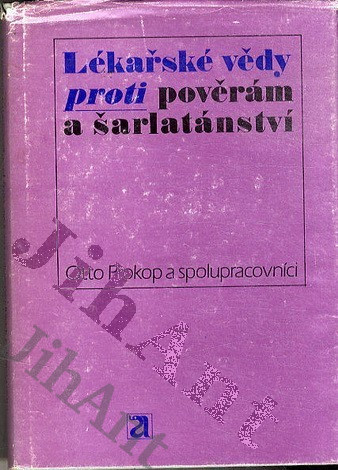 Lékařské vědy
proti pověrám
a šarlatánství
Otto Prokop a spolupracovníci
JihAnt
JihAnt
a